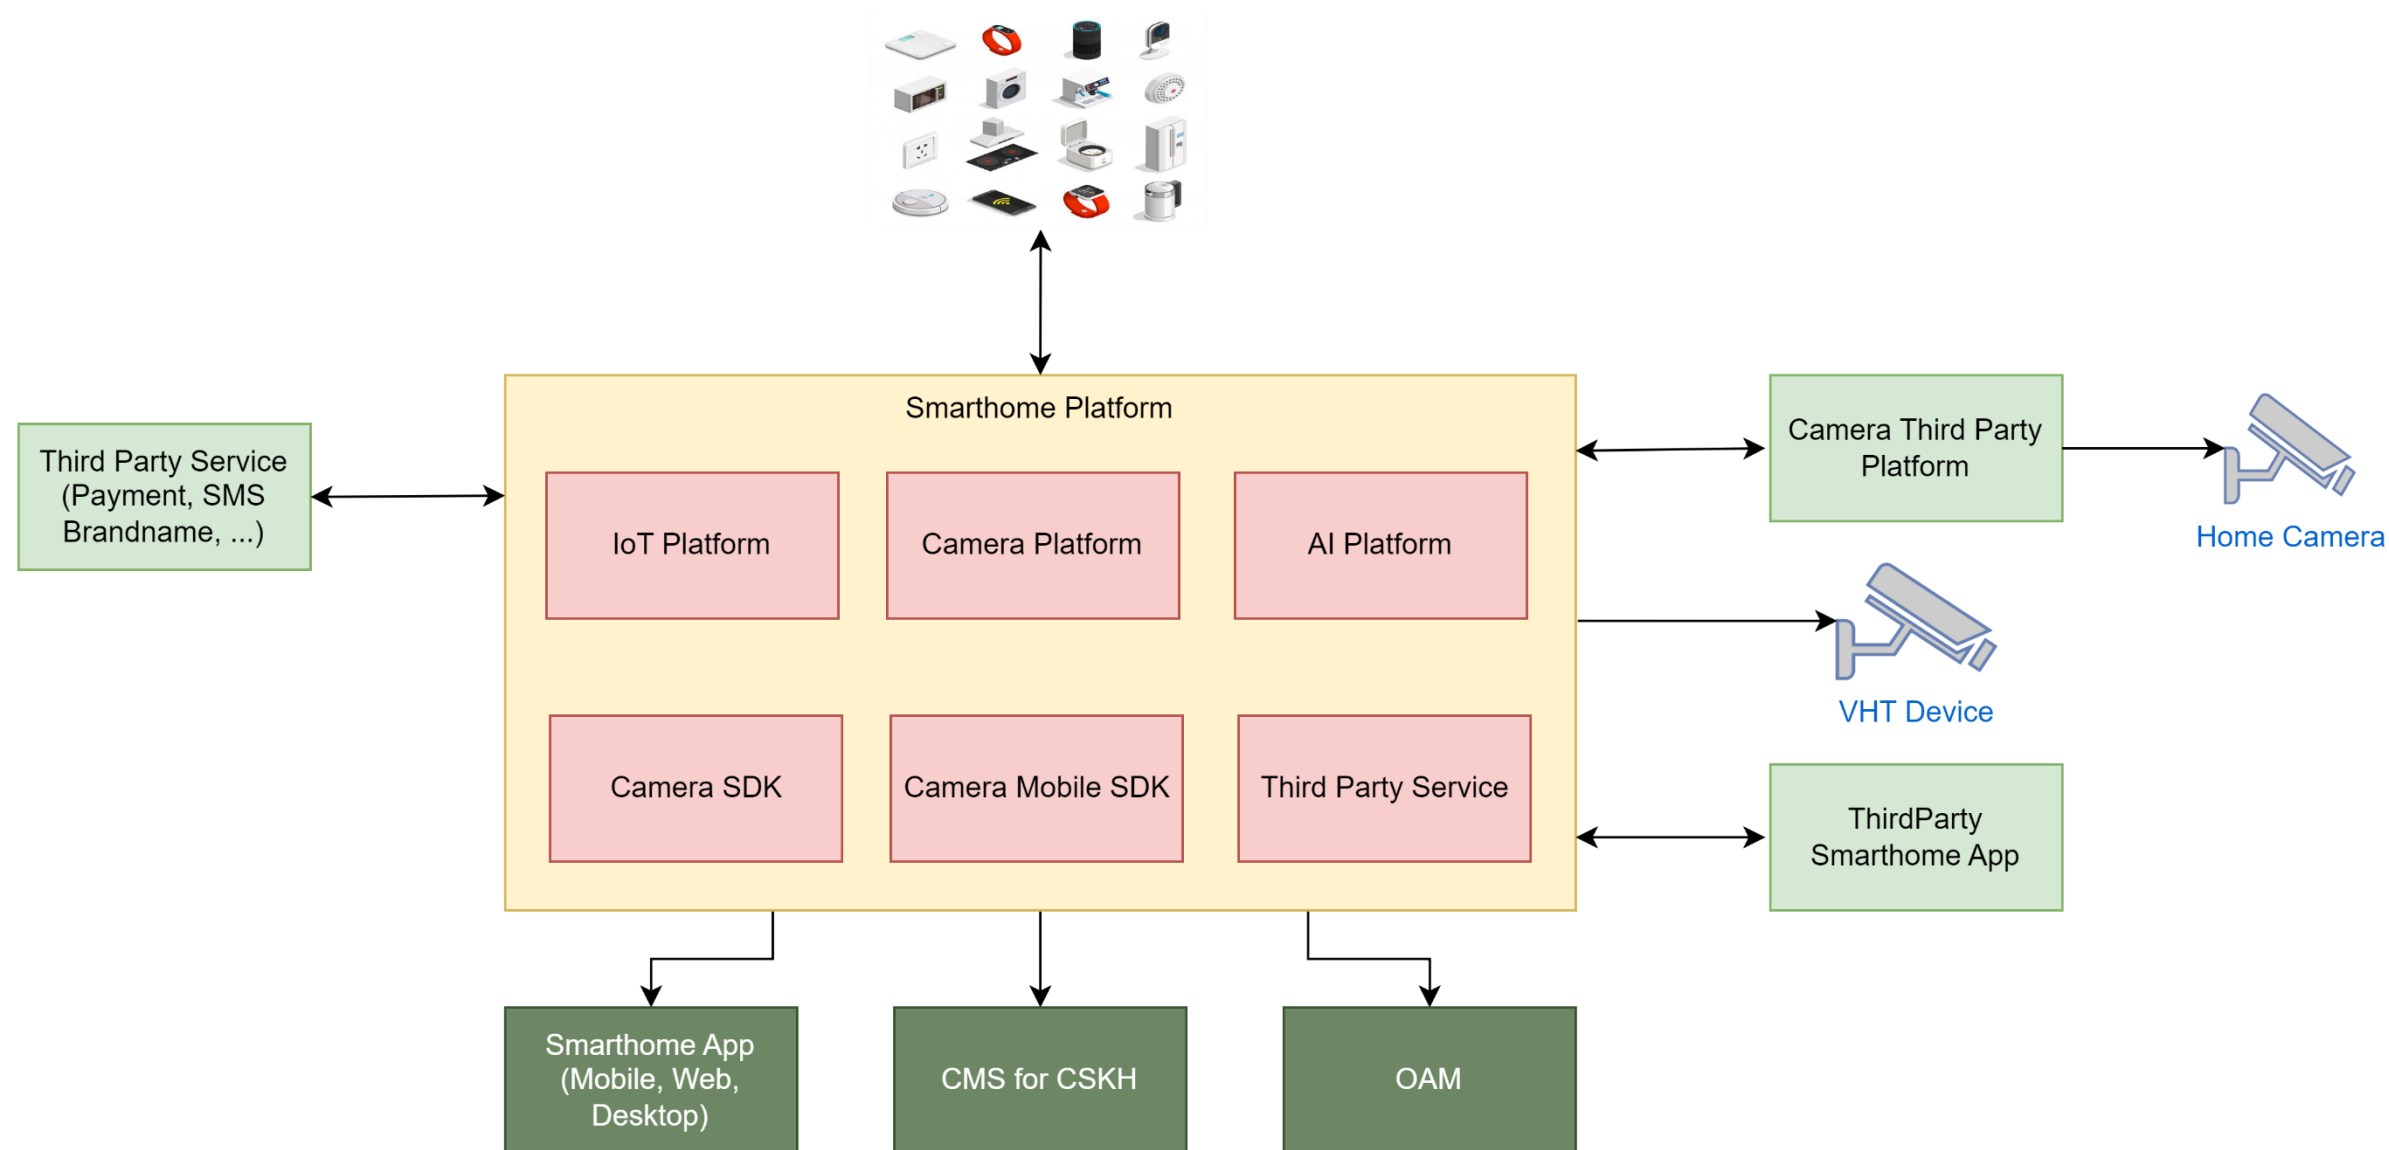 Smarthome Platform
Third Party Service
(Payment, SMS
Brandname, ...)
IoT Platform
Camera Platform
AI Platform
Camera Third Party
Platform
Home Camera
VHT Device
Camera SDK
Camera Mobile SDK
Third Party Service
ThirdParty
Smarthome App
Smarthome App
(Mobile, Web,
Desktop)
CMS for CSKH
OAM